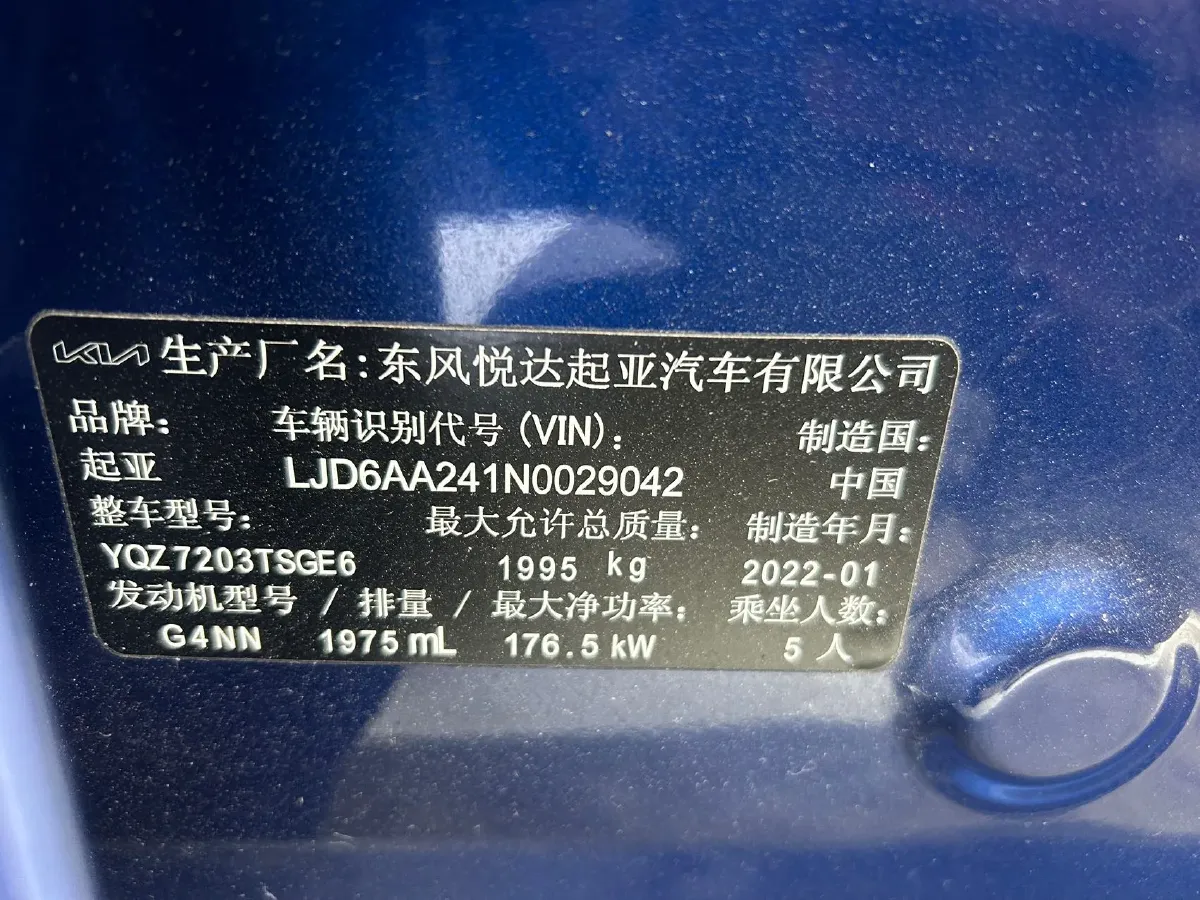 KIA 生产厂名:东风悦达起亚汽车有限公司
品牌: 车辆识别代号(VIN): 制造国:
起亚 LJD6AA241N0029042 中国
整车型号: 最大允许总质量: 制造年月:
YQZ7203TSGE6 1995 kg 2022-01
发动机型号 / 排量 / 最大净功率: 乘坐人数:
G4NN 1975 mL 176.5 kW 5 人